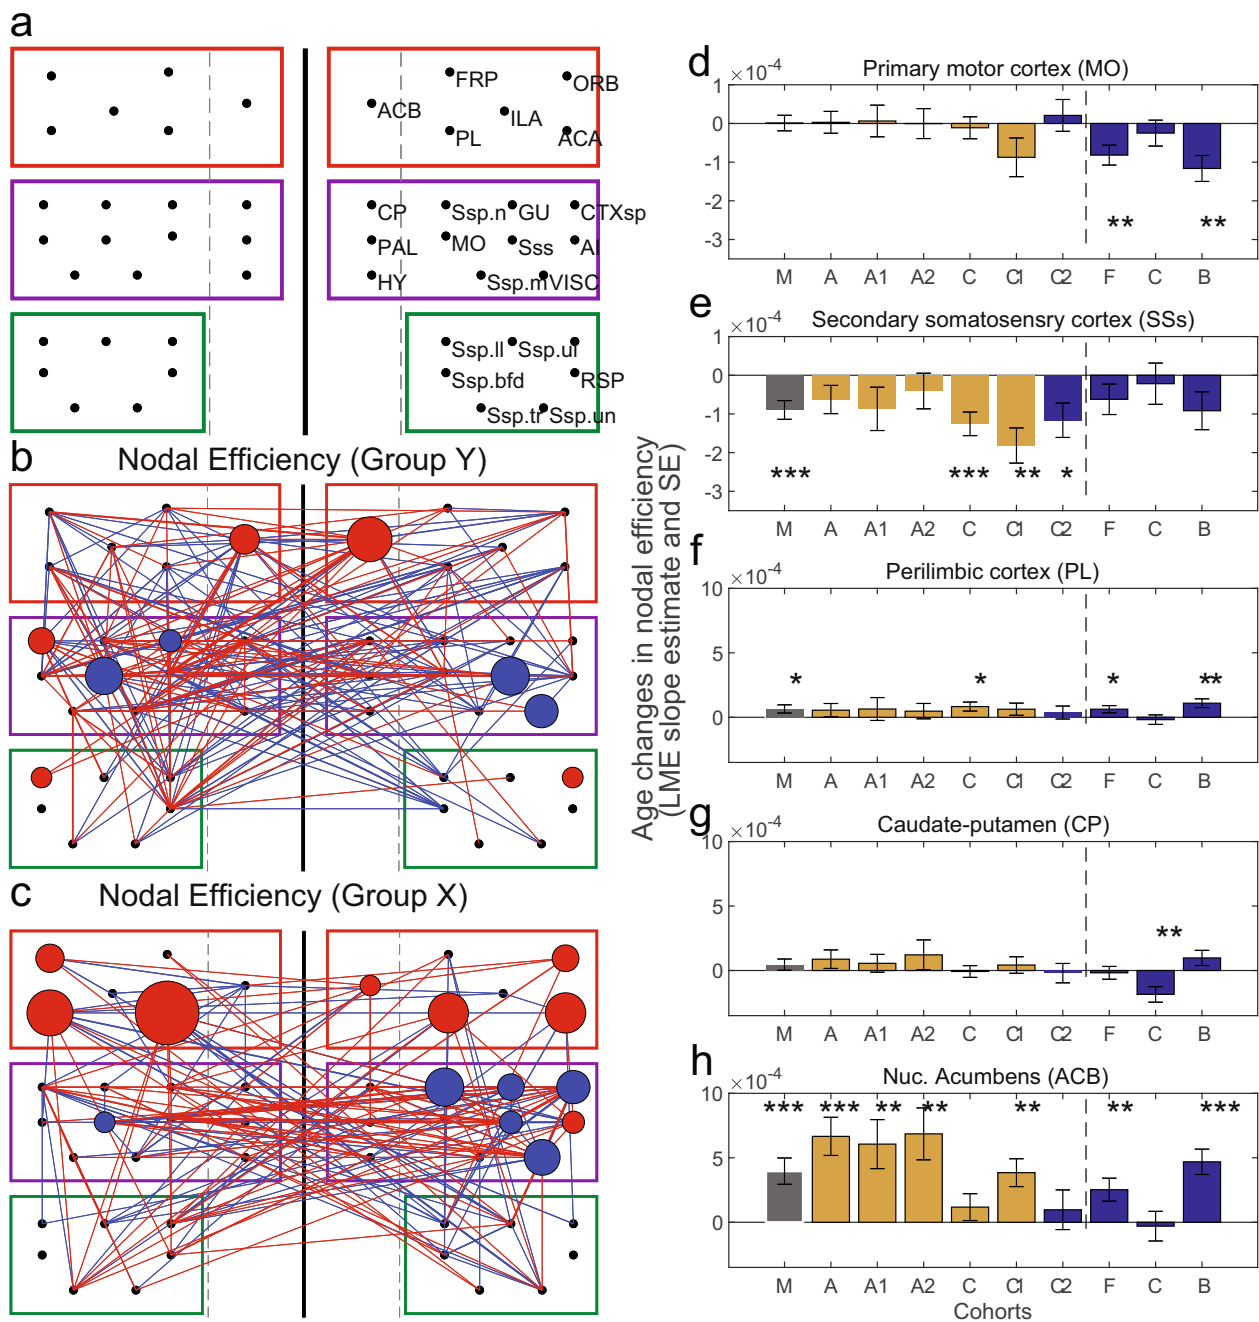 a
FRP
ORB
ACB
ILA
PL
ACA
CP
Ssp.n
GU
CTXsp
PAL
MO
Sss
AI
HY
Ssp.m
VISC
Ssp.ll
Ssp.ul
Ssp.bfd
RSP
Ssp.tr
Ssp.un
b
Nodal Efficiency (Group Y)
c
Nodal Efficiency (Group X)
Age changes in nodal efficiency
(LME slope estimate and SE)
d
×10-4
Primary motor cortex (MO)
1
0
-1
-2
-3
** **
M A A1 A2 C C1 C2 F C B
e
×10-4
Secondary somatosensry cortex (SSs)
1
0
-1
-2
-3
*** *** ** *
M A A1 A2 C C1 C2 F C B
f
×10-4
Perilimbic cortex (PL)
10
5
0
* * * **
M A A1 A2 C C1 C2 F C B
g
×10-4
Caudate-putamen (CP)
10
5
0
**
M A A1 A2 C C1 C2 F C B
h
×10-4
Nuc. Acumbens (ACB)
10
5
0
*** *** ** ** ** ** ***
M A A1 A2 C C1 C2 F C B
Cohorts